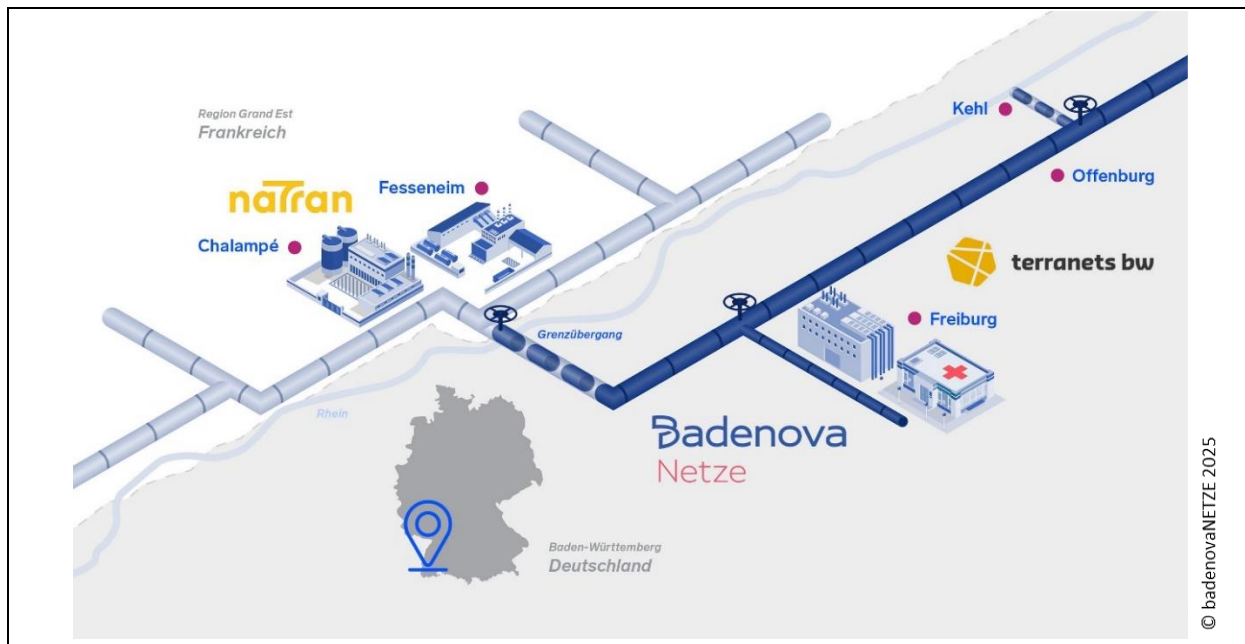 Region Grand Est
Frankreich
naTran
Fesseneim
Chalampé
Kehl
Offenburg
terranets bw
Freiburg
Grenzübergang
Rhein
Badenova
Netze
Baden-Württemberg
Deutschland
© badenovaNETZE 2025